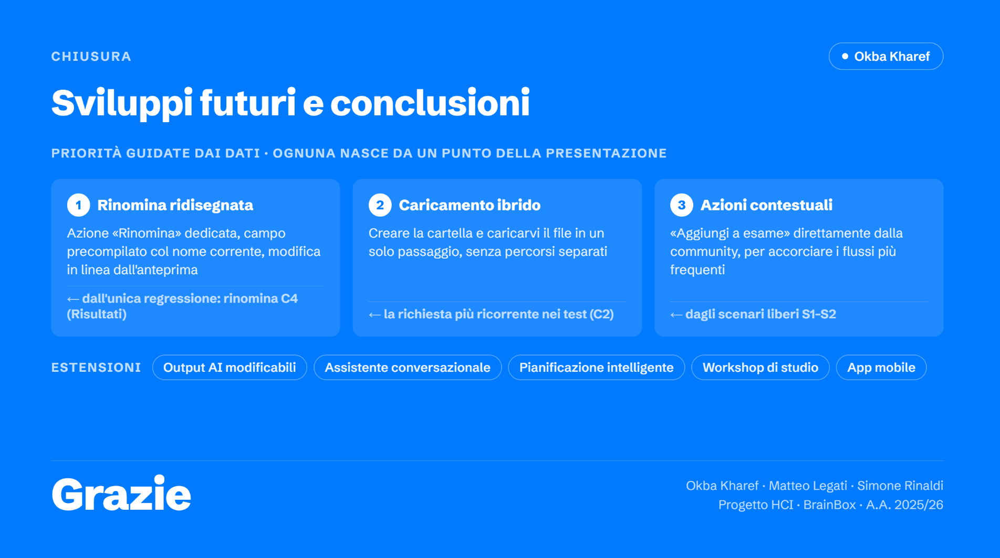 CHIUSURA
Okba Kharef
Sviluppi futuri e conclusioni
PRIORITÀ GUIDATE DAI DATI · OGNUNA NASCE DA UN PUNTO DELLA PRESENTAZIONE
1 Rinomina ridisegnata
Azione «Rinomina» dedicata, campo
precompilato col nome corrente, modifica
in linea dall'anteprima
← dall'unica regressione: rinomina C4
(Risultati)
2 Caricamento ibrido
Creare la cartella e caricarvi il file in un
solo passaggio, senza percorsi separati
← la richiesta più ricorrente nei test (C2)
3 Azioni contestuali
«Aggiungi a esame» direttamente dalla
community, per accorciare i flussi più
frequenti
← dagli scenari liberi S1–S2
ESTENSIONI
Output AI modificabili
Assistente conversazionale
Pianificazione intelligente
Workshop di studio
App mobile
Grazie
Okba Kharef · Matteo Legati · Simone Rinaldi
Progetto HCI · BrainBox · A.A. 2025/26